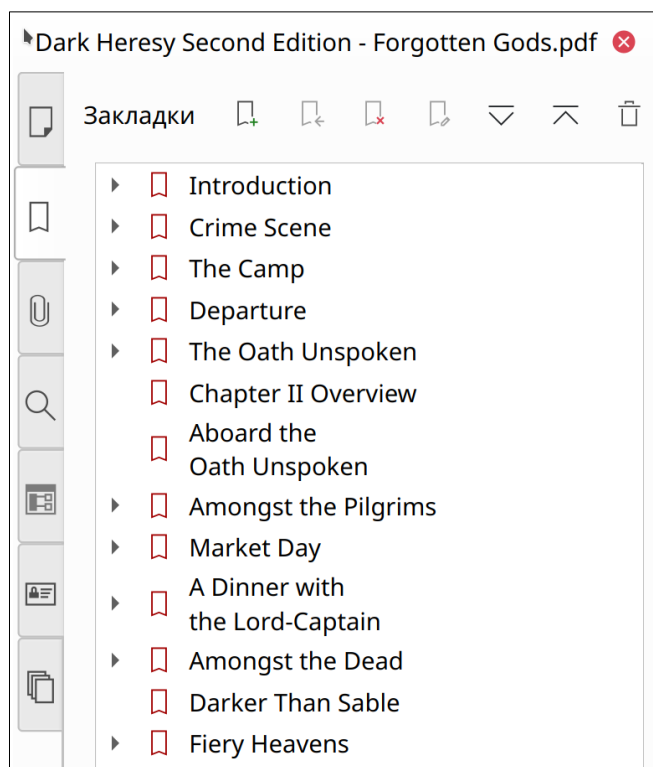 Dark Heresy Second Edition - Forgotten Gods.pdf
Закладки
Introduction
Crime Scene
The Camp
Departure
The Oath Unspoken
Chapter II Overview
Aboard the
Oath Unspoken
Amongst the Pilgrims
Market Day
A Dinner with
the Lord-Captain
Amongst the Dead
Darker Than Sable
Fiery Heavens